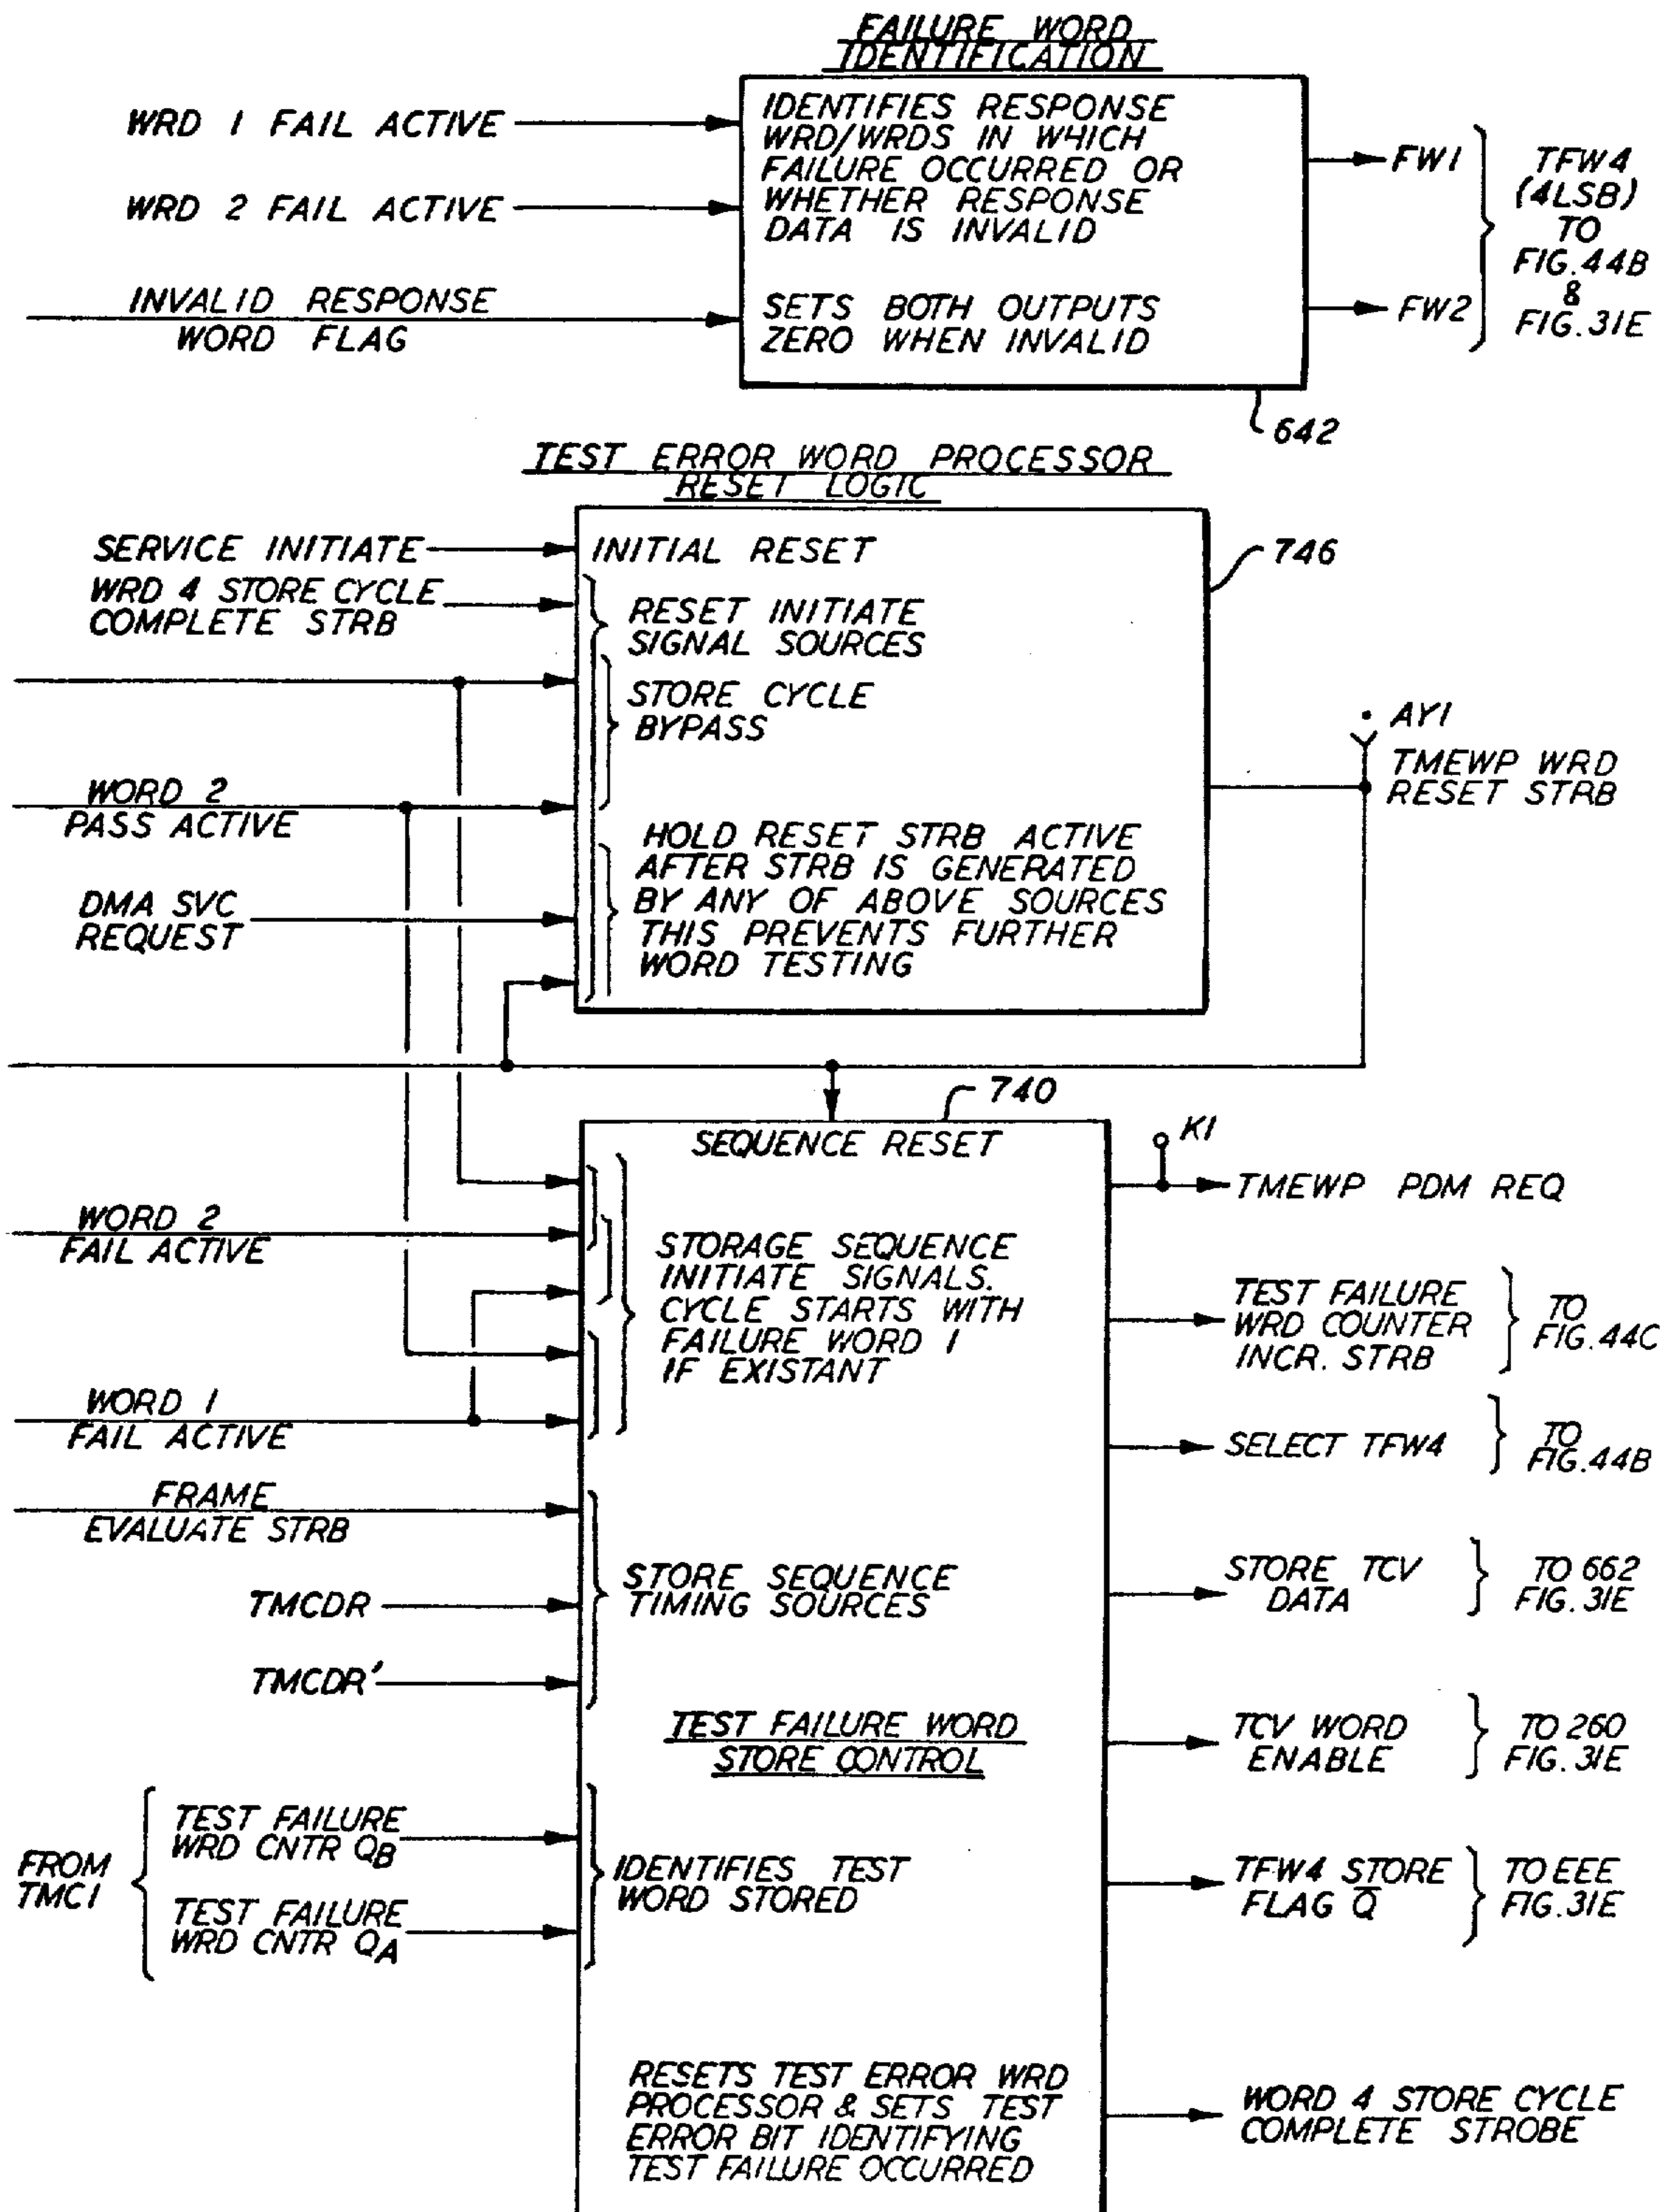 FAILURE WORD
IDENTIFICATION
WRD 1 FAIL ACTIVE
WRD 2 FAIL ACTIVE
INVALID RESPONSE
WORD FLAG
IDENTIFIES RESPONSE
WRD/WRDS IN WHICH
FAILURE OCCURRED OR
WHETHER RESPONSE
DATA IS INVALID
SETS BOTH OUTPUTS
ZERO WHEN INVALID
FW1
FW2
TFW4
(4LSB)
TO
FIG.44B
&
FIG.31E
642
TEST ERROR WORD PROCESSOR
RESET LOGIC
SERVICE INITIATE
WRD 4 STORE CYCLE
COMPLETE STRB
WORD 2
PASS ACTIVE
DMA SVC
REQUEST
INITIAL RESET
RESET INITIATE
SIGNAL SOURCES
STORE CYCLE
BYPASS
HOLD RESET STRB ACTIVE
AFTER STRB IS GENERATED
BY ANY OF ABOVE SOURCES
THIS PREVENTS FURTHER
WORD TESTING
746
AY1
TMEWP WRD
RESET STRB
740
SEQUENCE RESET
WORD 2
FAIL ACTIVE
WORD 1
FAIL ACTIVE
FRAME
EVALUATE STRB
TMCDR
TMCDR'
FROM
TMC1
TEST FAILURE
WRD CNTR QB
TEST FAILURE
WRD CNTR QA
STORAGE SEQUENCE
INITIATE SIGNALS.
CYCLE STARTS WITH
FAILURE WORD 1
IF EXISTANT
STORE SEQUENCE
TIMING SOURCES
TEST FAILURE WORD
STORE CONTROL
IDENTIFIES TEST
WORD STORED
RESETS TEST ERROR WRD
PROCESSOR & SETS TEST
ERROR BIT IDENTIFYING
TEST FAILURE OCCURRED
K1
TMEWP PDM REQ
TEST FAILURE
WRD COUNTER
INCR. STRB
TO
FIG.44C
SELECT TFW4
TO
FIG.44B
STORE TCV
DATA
TO 662
FIG.31E
TCV WORD
ENABLE
TO 260
FIG.31E
TFW4 STORE
FLAG Q̅
TO EEE
FIG.31E
WORD 4 STORE CYCLE
COMPLETE STROBE